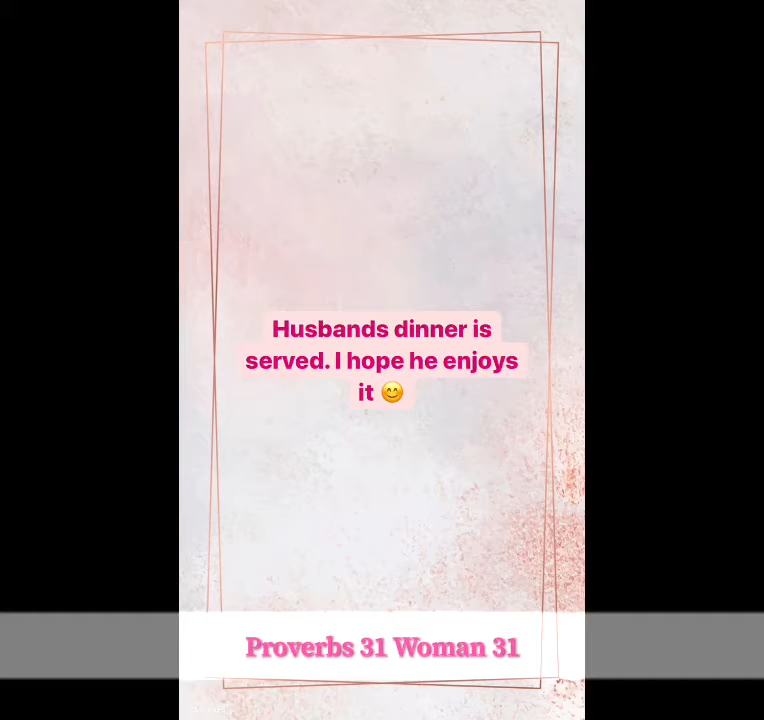 Husbands dinner is
served. I hope he enjoys
it 😊
Proverbs 31 Woman 31